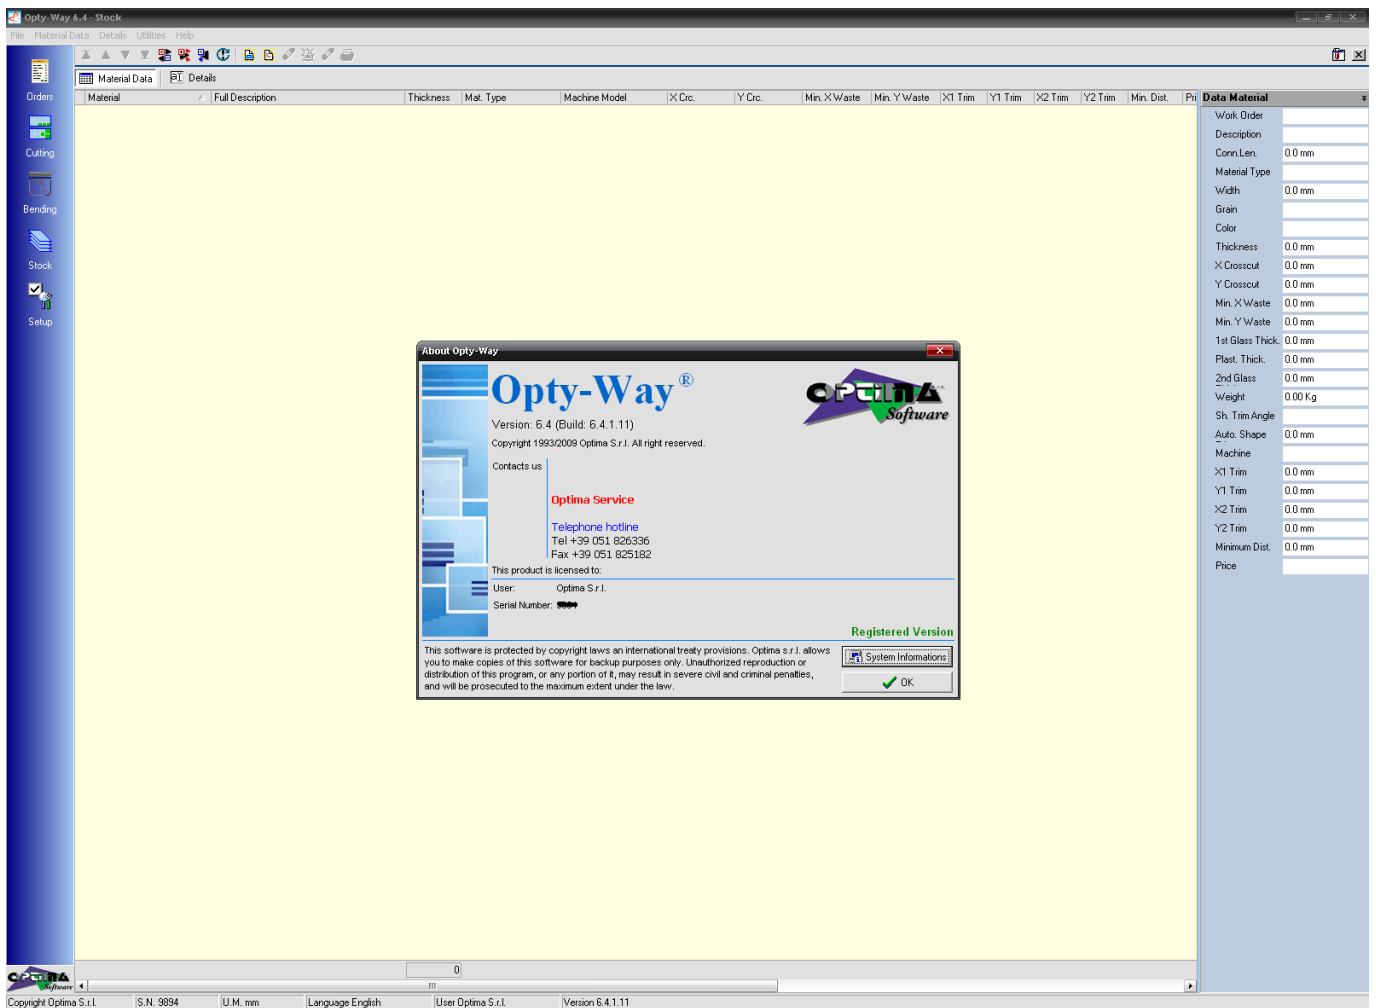 Opty-Way 6.4 - Stock
File Material Data Details Utilities Help
Material Data Details
Orders
Cutting
Bending
Stock
Setup
Material Full Description Thickness Mat. Type Machine Model X Crc. Y Crc. Min. X Waste Min. Y Waste X1 Trim Y1 Trim X2 Trim Y2 Trim Min. Dist. Pri
Data Material
Work Order
Description
Conn.Len. 0.0 mm
Material Type
Width 0.0 mm
Grain
Color
Thickness 0.0 mm
X Crosscut 0.0 mm
Y Crosscut 0.0 mm
Min. X Waste 0.0 mm
Min. Y Waste 0.0 mm
1st Glass Thick. 0.0 mm
Plast. Thick. 0.0 mm
2nd Glass 0.0 mm
Weight 0.00 Kg
Sh. Trim Angle
Auto. Shape 0.0 mm
Machine
X1 Trim 0.0 mm
Y1 Trim 0.0 mm
X2 Trim 0.0 mm
Y2 Trim 0.0 mm
Minimum Dist. 0.0 mm
Price
About Opty-Way
Opty-Way®
OPTIMA
Software
Version: 6.4 (Build: 6.4.1.11)
Copyright 1993/2009 Optima S.r.l. All right reserved.
Contacts us
Optima Service
Telephone hotline
Tel +39 051 826336
Fax +39 051 825182
This product is licensed to:
User: Optima S.r.l.
Serial Number:
Registered Version
This software is protected by copyright laws an international treaty provisions. Optima s.r.l. allows
you to make copies of this software for backup purposes only. Unauthorized reproduction or
distribution of this program, or any portion of it, may result in severe civil and criminal penalties,
and will be prosecuted to the maximum extent under the law.
System Informations
OK
0
OPTIMA
Software
Copyright Optima S.r.l. S.N. 9894 U.M. mm Language English User Optima S.r.l. Version 6.4.1.11